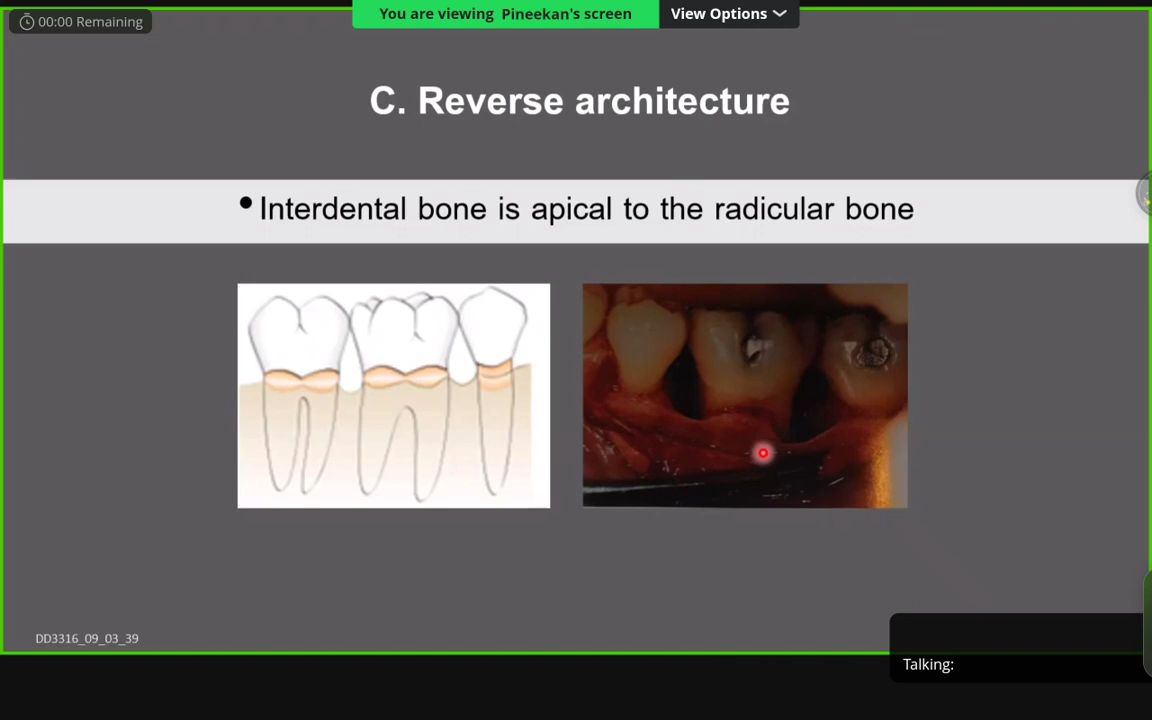 00:00 Remaining
You are viewing Pineekan's screen
View Options
C. Reverse architecture
• Interdental bone is apical to the radicular bone
DD3316_09_03_39
Talking: